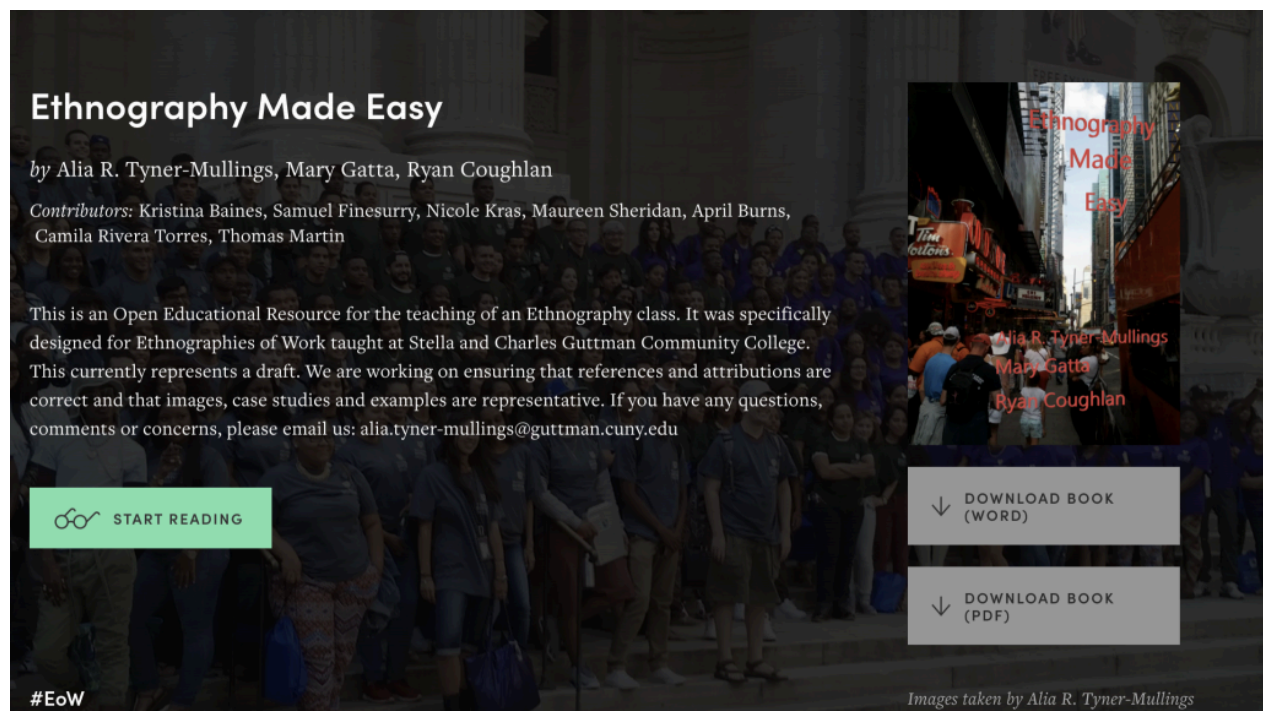 Ethnography Made Easy
by Alia R. Tyner-Mullings, Mary Gatta, Ryan Coughlan
Contributors: Kristina Baines, Samuel Finesurry, Nicole Kras, Maureen Sheridan, April Burns,
Camila Rivera Torres, Thomas Martin
This is an Open Educational Resource for the teaching of an Ethnography class. It was specifically
designed for Ethnographies of Work taught at Stella and Charles Guttman Community College.
This currently represents a draft. We are working on ensuring that references and attributions are
correct and that images, case studies and examples are representative. If you have any questions,
comments or concerns, please email us: alia.tyner-mullings@guttman.cuny.edu
START READING
#EoW
Ethnography
Made
Easy
Tim
Hortons
Alia R. Tyner-Mullings
Mary Gatta
Ryan Coughlan
DOWNLOAD BOOK
(WORD)
DOWNLOAD BOOK
(PDF)
Images taken by Alia R. Tyner-Mullings